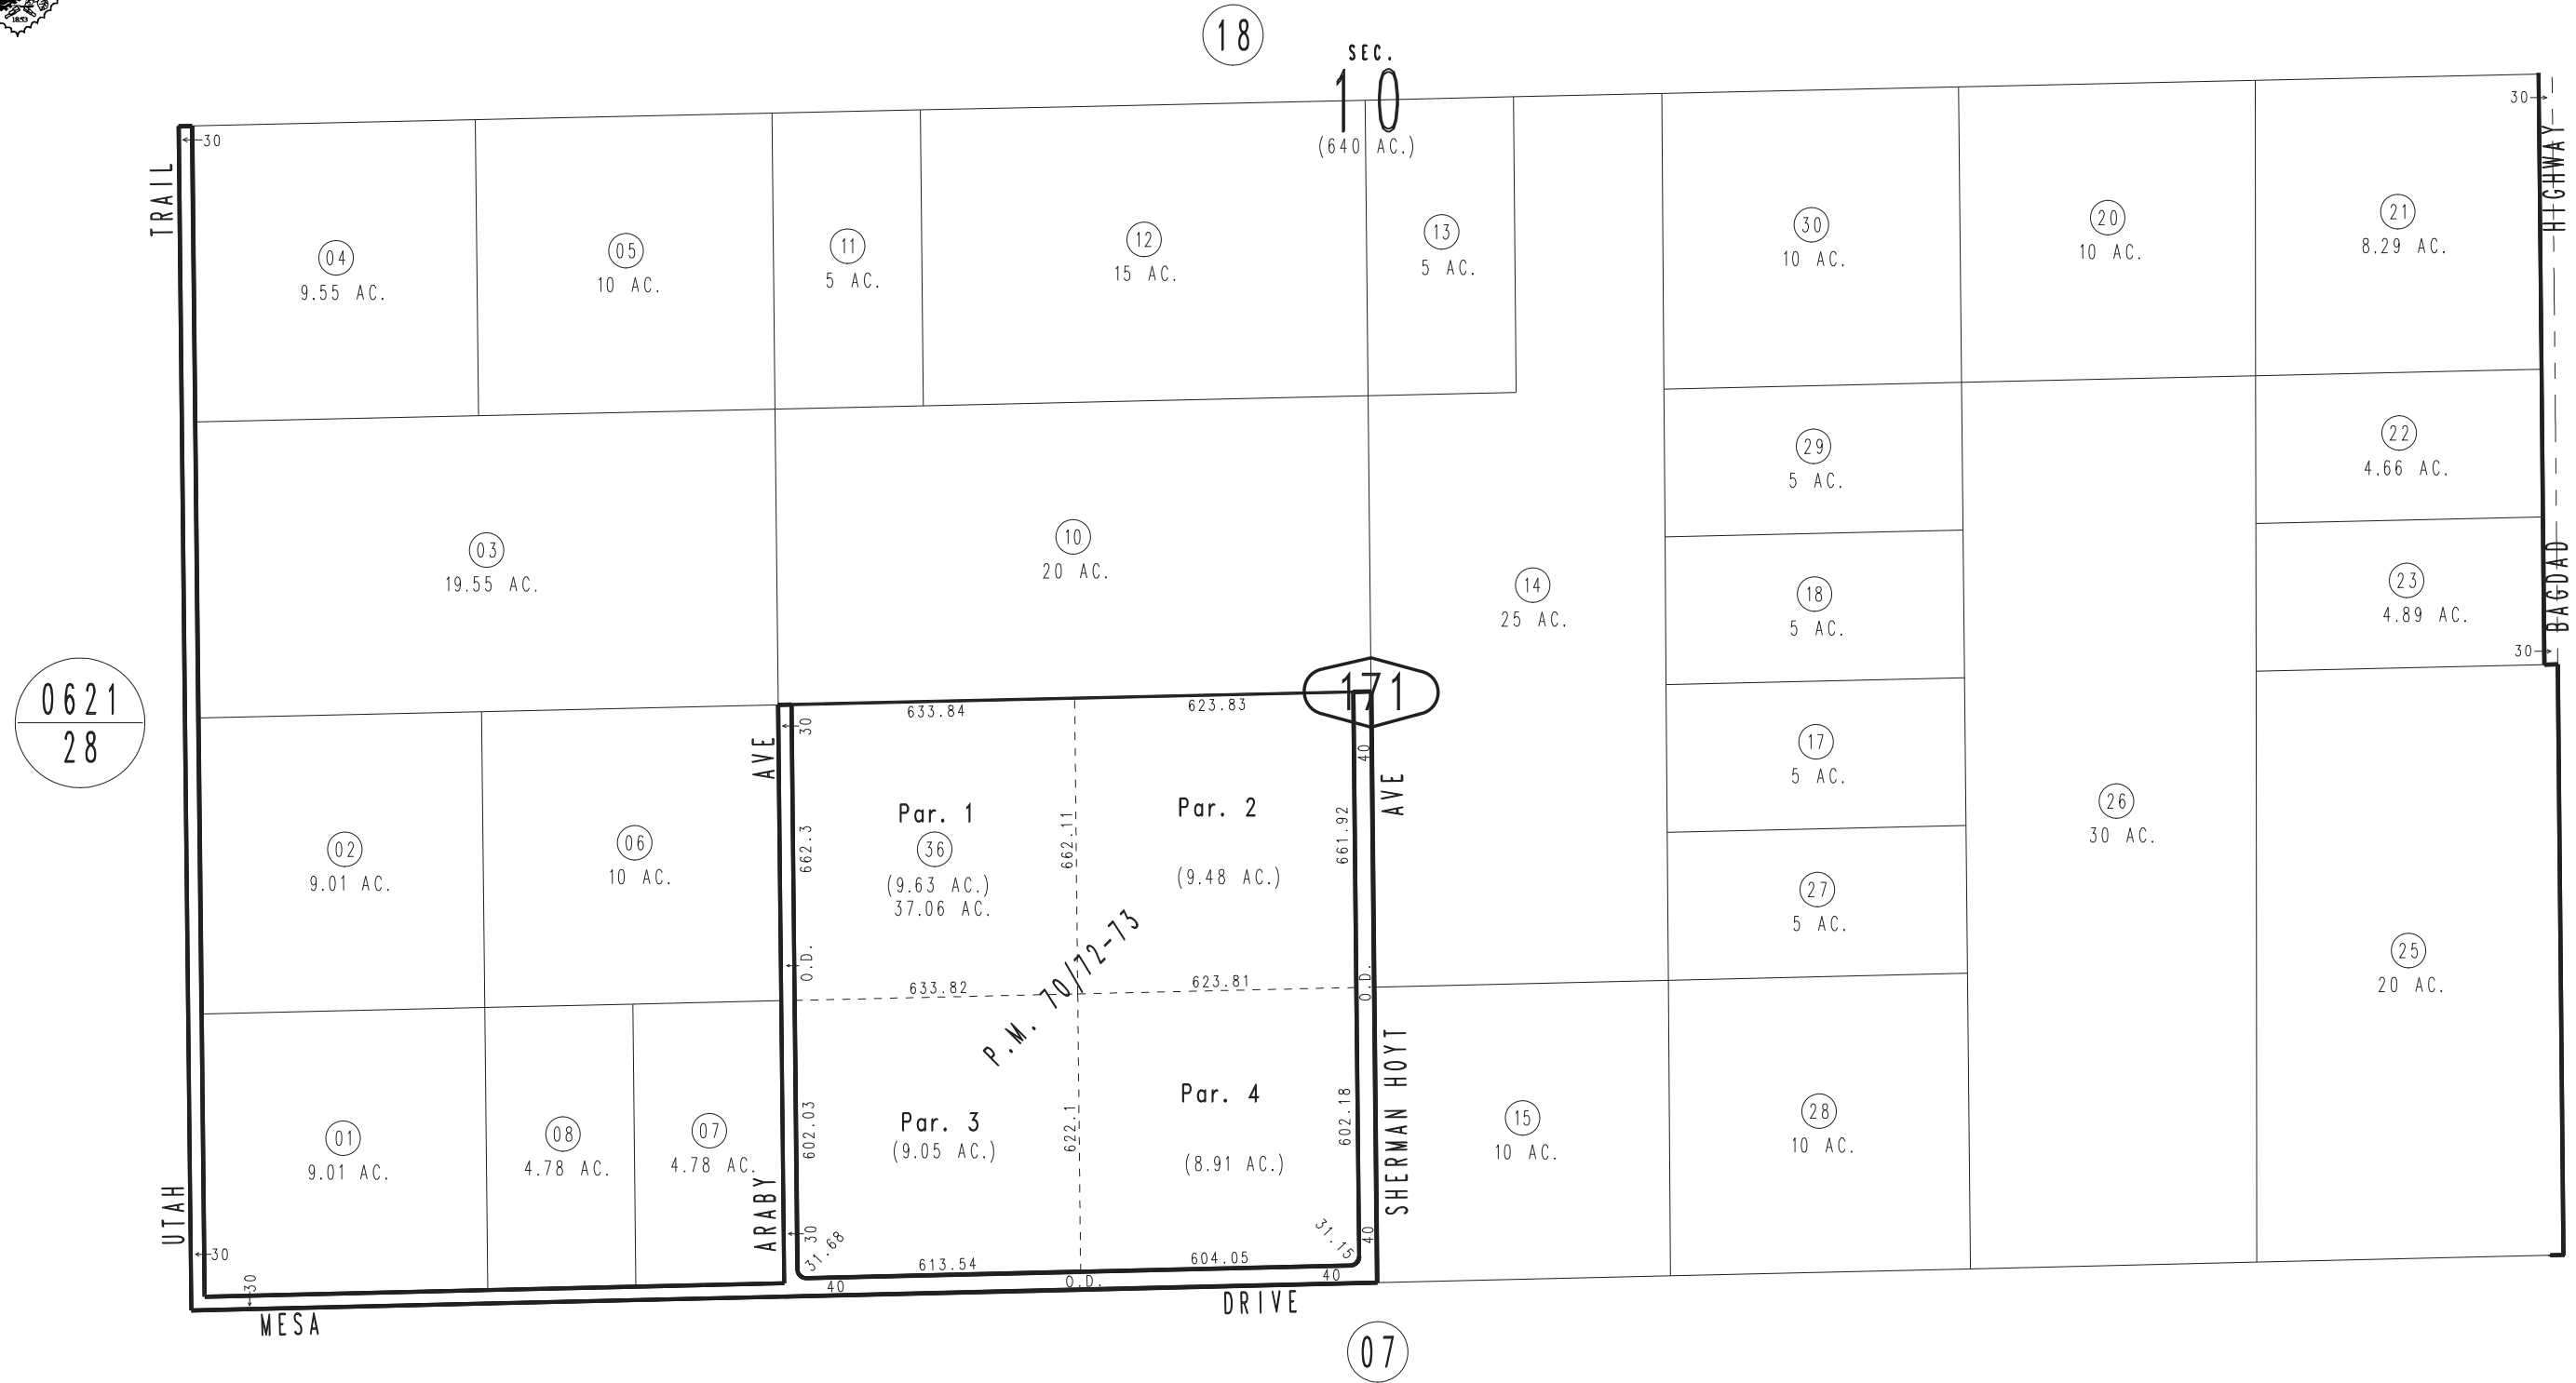 1853
18
SEC.
10
(640 AC.)
30
30
TRAIL
HIGHWAY
04
9.55 AC.
05
10 AC.
11
5 AC.
12
15 AC.
13
5 AC.
30
10 AC.
20
10 AC.
21
8.29 AC.
03
19.55 AC.
10
20 AC.
14
25 AC.
29
5 AC.
18
5 AC.
22
4.66 AC.
23
4.89 AC.
BAGDAD
30
0621
28
171
633.84
623.83
30
40
AVE
AVE
17
5 AC.
02
9.01 AC.
06
10 AC.
662.3
Par. 1
36
(9.63 AC.)
37.06 AC.
662.11
Par. 2
(9.48 AC.)
661.92
27
5 AC.
26
30 AC.
25
20 AC.
O.D.
O.D.
633.82
623.81
P.M. 70/72-73
01
9.01 AC.
08
4.78 AC.
07
4.78 AC.
602.03
Par. 3
(9.05 AC.)
622.1
Par. 4
(8.91 AC.)
602.18
SHERMAN HOYT
15
10 AC.
28
10 AC.
UTAH
ARABY
30
30
30
31.68
31.15
40
613.54
604.05
40
O.D.
40
MESA
DRIVE
07